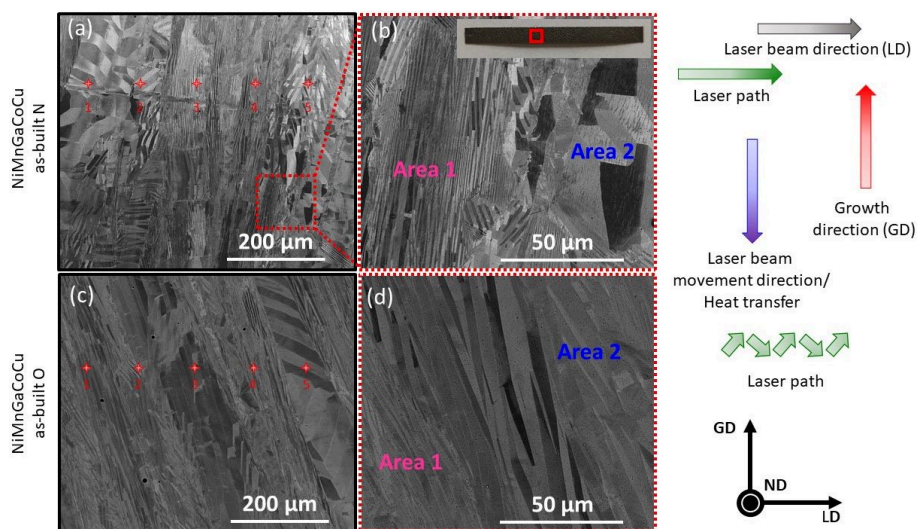 NiMnGaCoCu
as-built N
(a)
1
2
3
4
5
200 µm
(b)
Area 1
Area 2
50 µm
NiMnGaCoCu
as-built O
(c)
1
2
3
4
5
200 µm
(d)
Area 2
Area 1
50 µm
Laser beam direction (LD)
Laser path
Growth
direction (GD)
Laser beam
movement direction/
Heat transfer
Laser path
GD
ND
LD